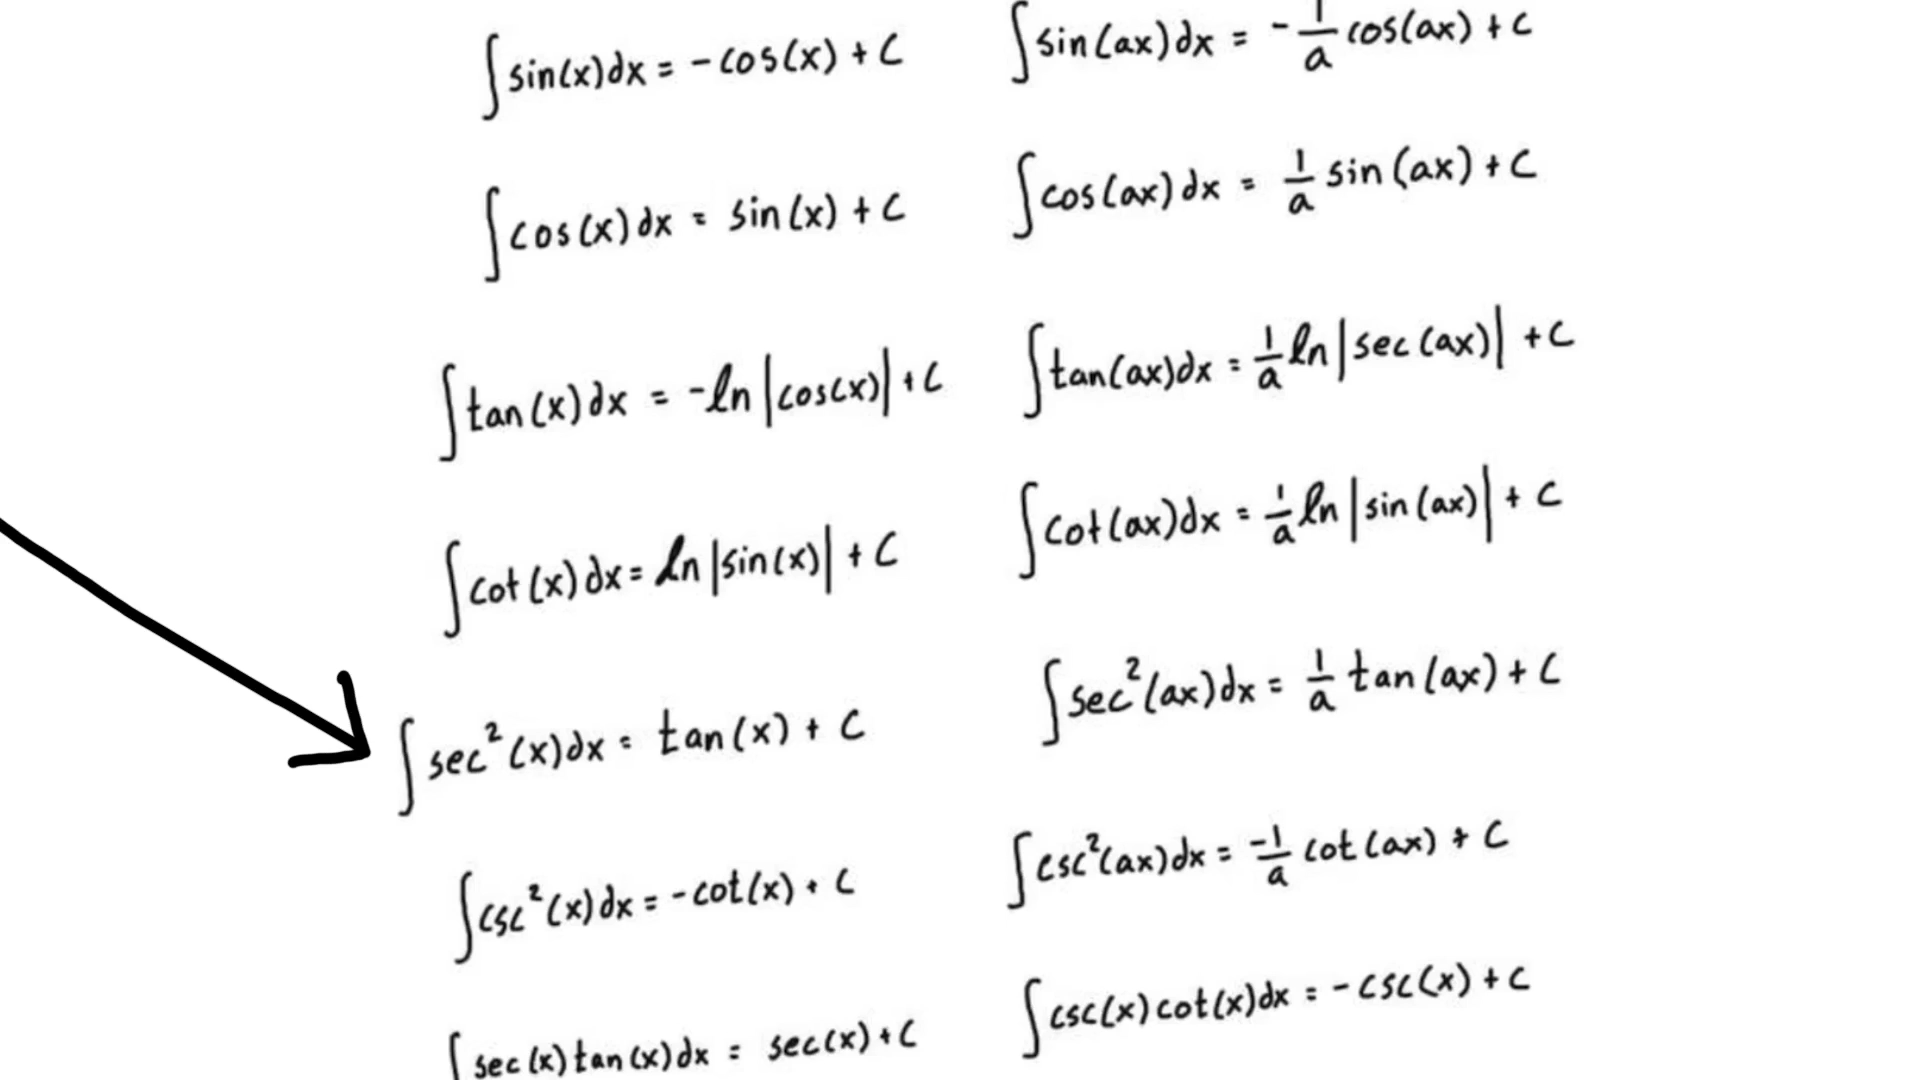 ∫sin(x)dx = -cos(x) + C
∫sin(ax)dx = -1/a cos(ax) + C
∫cos(x)dx = sin(x) + C
∫cos(ax)dx = 1/a sin(ax) + C
∫tan(x)dx = -ln|cos(x)| + C
∫tan(ax)dx = 1/a ln|sec(ax)| + C
∫cot(x)dx = ln|sin(x)| + C
∫cot(ax)dx = 1/a ln|sin(ax)| + C
∫sec²(x)dx = tan(x) + C
∫sec²(ax)dx = 1/a tan(ax) + C
∫csc²(x)dx = -cot(x) + C
∫csc²(ax)dx = -1/a cot(ax) + C
∫sec(x)tan(x)dx = sec(x) + C
∫csc(x)cot(x)dx = -csc(x) + C